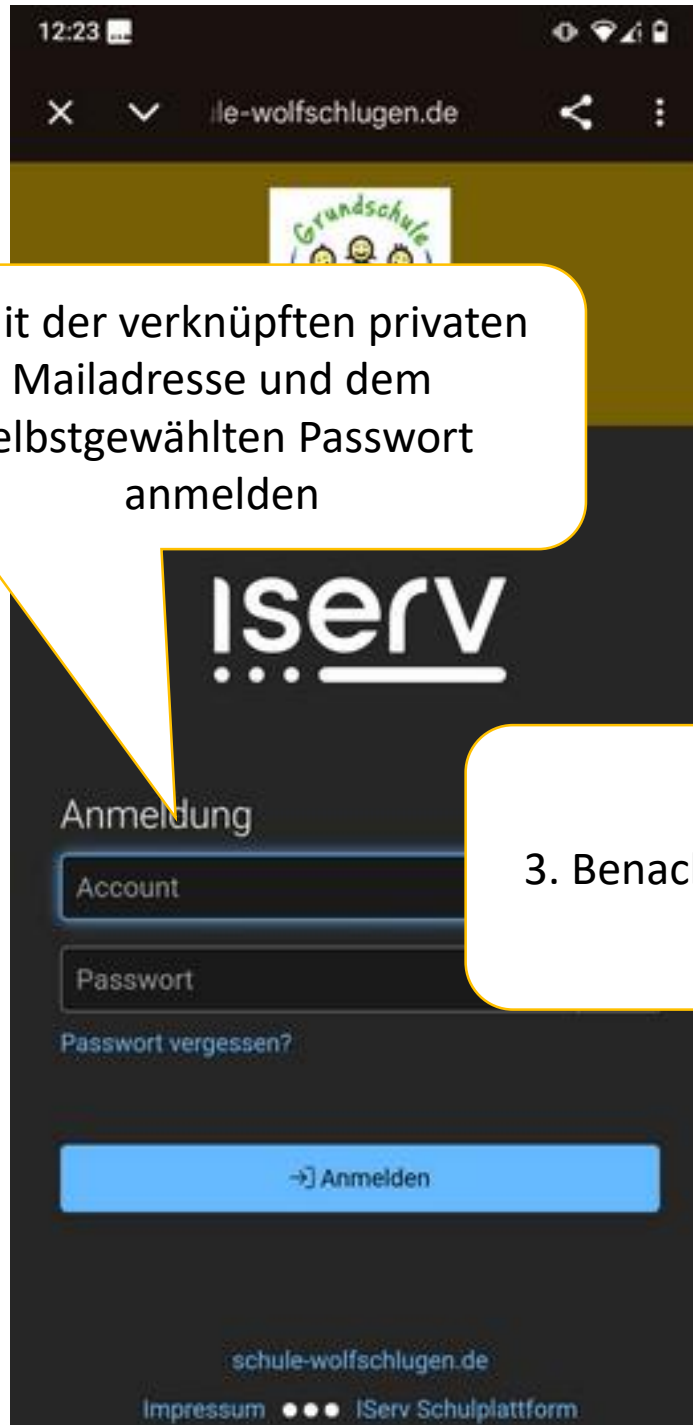 12:23
le-wolfschlugen.de
Grundschule
it der verknüpften privaten
Mailadresse und dem
elbstgewählten Passwort
anmelden
Iserv
Anmeldung
Account
3. Benac
Passwort
Passwort vergessen?
Anmelden
schule-wolfschlugen.de
Impressum ●●● IServ Schulplattform